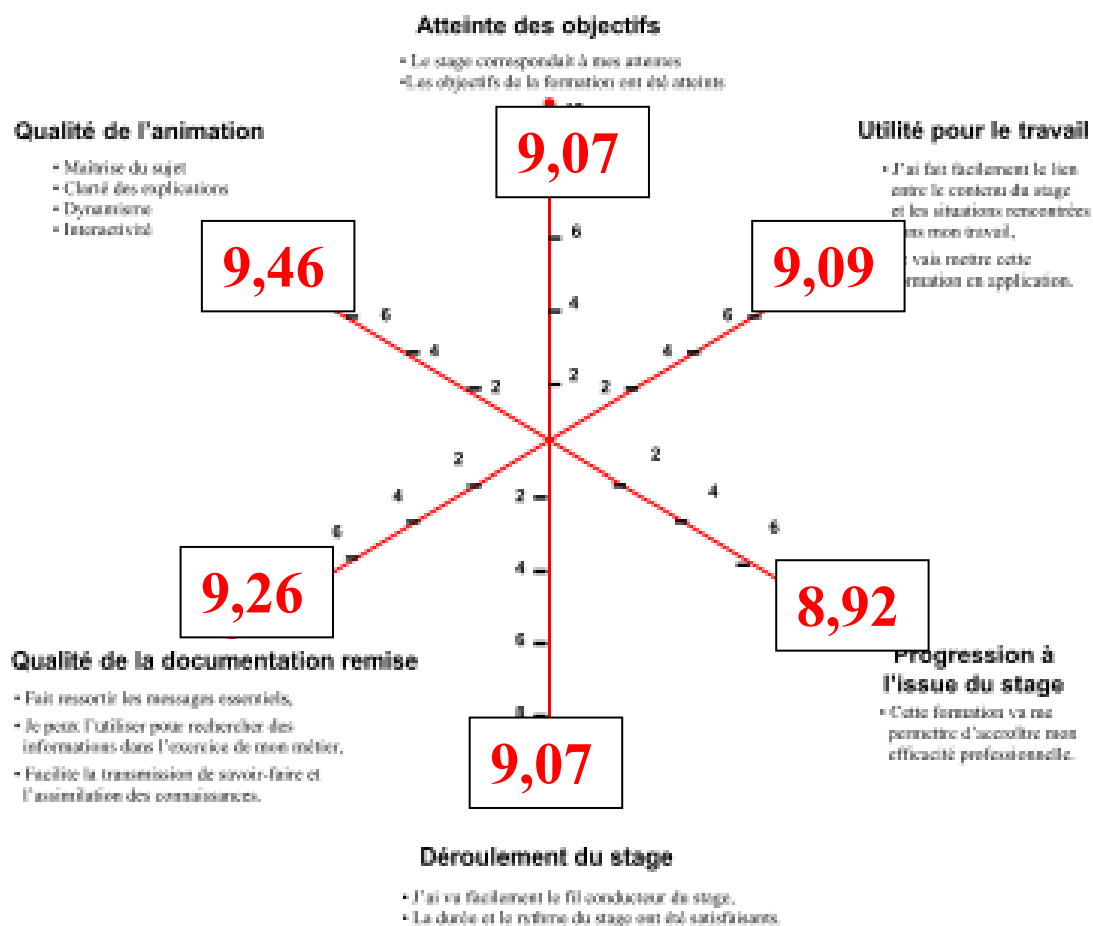 Atteinte des objectifs
• Le stage correspondait à mes attentes
•Les objectifs de la formation ont été atteints
9,07
6
4
2
Utilité pour le travail
• J'ai fait facilement le lien
entre le contenu du stage
et les situations rencontrées
mon travail,
vais mettre cette
en application.
9,09
6
4
2
2
4
6
8,92
Progression à
l'issue du stage
• Cette formation va me
permettre d'accroître mon
efficacité professionnelle.
2
4
6
8
9,07
Déroulement du stage
• J'ai vu facilement le fil conducteur du stage,
• La durée et le rythme du stage ont été satisfaisants
2
4
6
9,26
Qualité de la documentation remise
• Fait ressortir les messages essentiels,
• Je peux l'utiliser pour rechercher des
informations dans l'exercice de mon métier,
• Facilite la transmission de savoir-faire et
l'assimilation des connaissances.
Qualité de l'animation
• Maîtrise du sujet
• Clarté des explications
• Dynamisme
• Interactivité
9,46
6
4
2